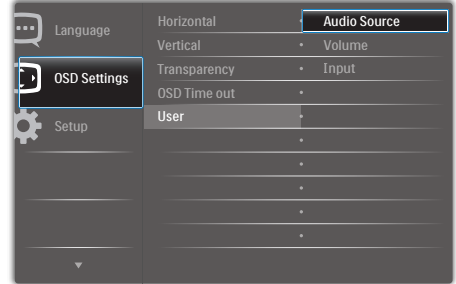 Language
OSD Settings
Setup
Horizontal
Vertical
Transparency
OSD Time out
User
Audio Source
Volume
Input